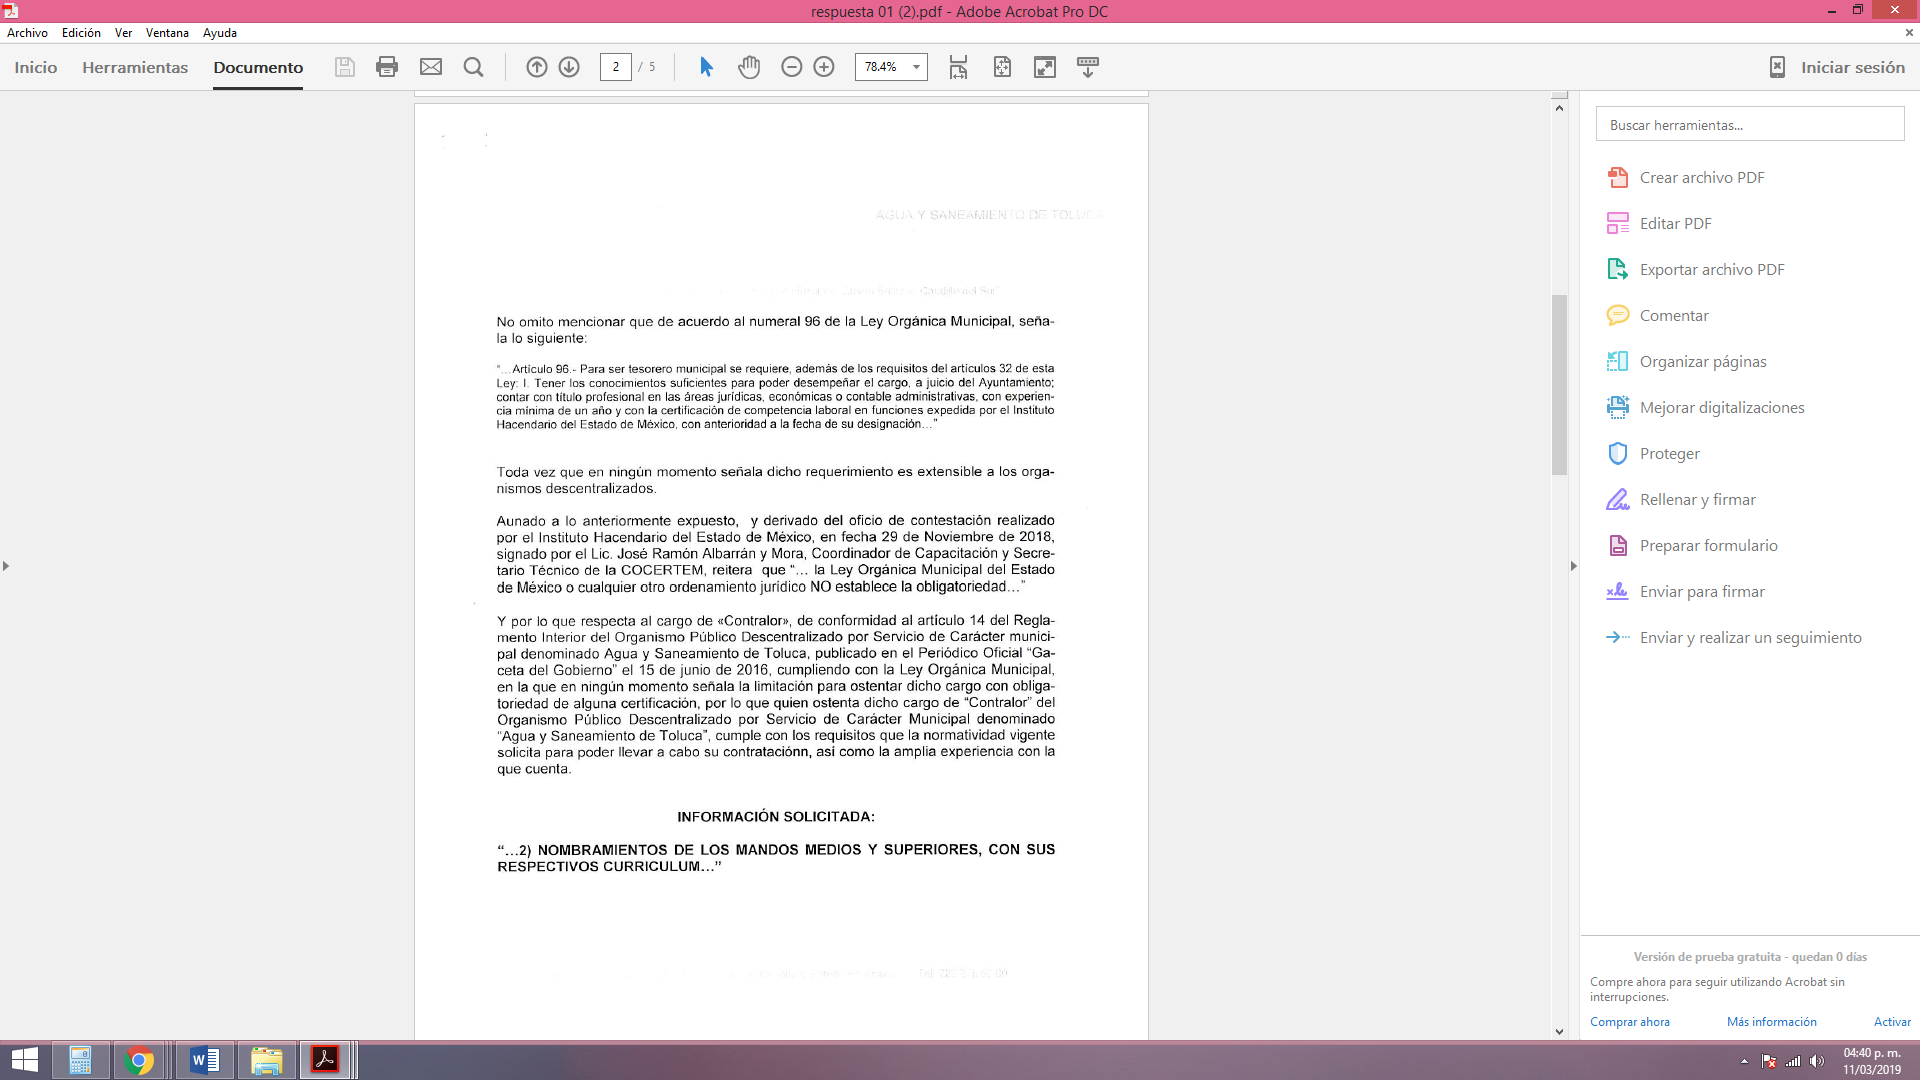 respuesta 01 (2).pdf - Adobe Acrobat Pro DC
Archivo Edición Ver Ventana Ayuda
Inicio Herramientas Documento 2 / 5 78.4% Iniciar sesión
AGUA Y SANEAMIENTO DE TOLUCA
Caudillo del Sur"
No omito mencionar que de acuerdo al numeral 96 de la Ley Orgánica Municipal, seña-
la lo siguiente:
"...Artículo 96.- Para ser tesorero municipal se requiere, además de los requisitos del artículos 32 de esta
Ley: I. Tener los conocimientos suficientes para poder desempeñar el cargo, a juicio del Ayuntamiento;
contar con título profesional en las áreas jurídicas, económicas o contable administrativas, con experien-
cia mínima de un año y con la certificación de competencia laboral en funciones expedida por el Instituto
Hacendario del Estado de México, con anterioridad a la fecha de su designación..."
Toda vez que en ningún momento señala dicho requerimiento es extensible a los orga-
nismos descentralizados.
Aunado a lo anteriormente expuesto, y derivado del oficio de contestación realizado
por el Instituto Hacendario del Estado de México, en fecha 29 de Noviembre de 2018,
signado por el Lic. José Ramón Albarrán y Mora, Coordinador de Capacitación y Secre-
tario Técnico de la COCERTEM, reitera que "... la Ley Orgánica Municipal del Estado
de México o cualquier otro ordenamiento jurídico NO establece la obligatoriedad..."
Y por lo que respecta al cargo de «Contralor», de conformidad al artículo 14 del Regla-
mento Interior del Organismo Público Descentralizado por Servicio de Carácter munici-
pal denominado Agua y Saneamiento de Toluca, publicado en el Periódico Oficial "Ga-
ceta del Gobierno" el 15 de junio de 2016, cumpliendo con la Ley Orgánica Municipal,
en la que en ningún momento señala la limitación para ostentar dicho cargo con obliga-
toriedad de alguna certificación, por lo que quien ostenta dicho cargo de "Contralor" del
Organismo Público Descentralizado por Servicio de Carácter Municipal denominado
"Agua y Saneamiento de Toluca", cumple con los requisitos que la normatividad vigente
solicita para poder llevar a cabo su contrataciónn, así como la amplia experiencia con la
que cuenta.
INFORMACIÓN SOLICITADA:
"...2) NOMBRAMIENTOS DE LOS MANDOS MEDIOS Y SUPERIORES, CON SUS
RESPECTIVOS CURRICULUM..."
Buscar herramientas...
Crear archivo PDF
Editar PDF
Exportar archivo PDF
Comentar
Organizar páginas
Mejorar digitalizaciones
Proteger
Rellenar y firmar
Preparar formulario
Enviar para firmar
Enviar y realizar un seguimiento
Versión de prueba gratuita - quedan 0 días
Compre ahora para seguir utilizando Acrobat sin
interrupciones.
Comprar ahora Más información Activar
04:40 p. m.
11/03/2019